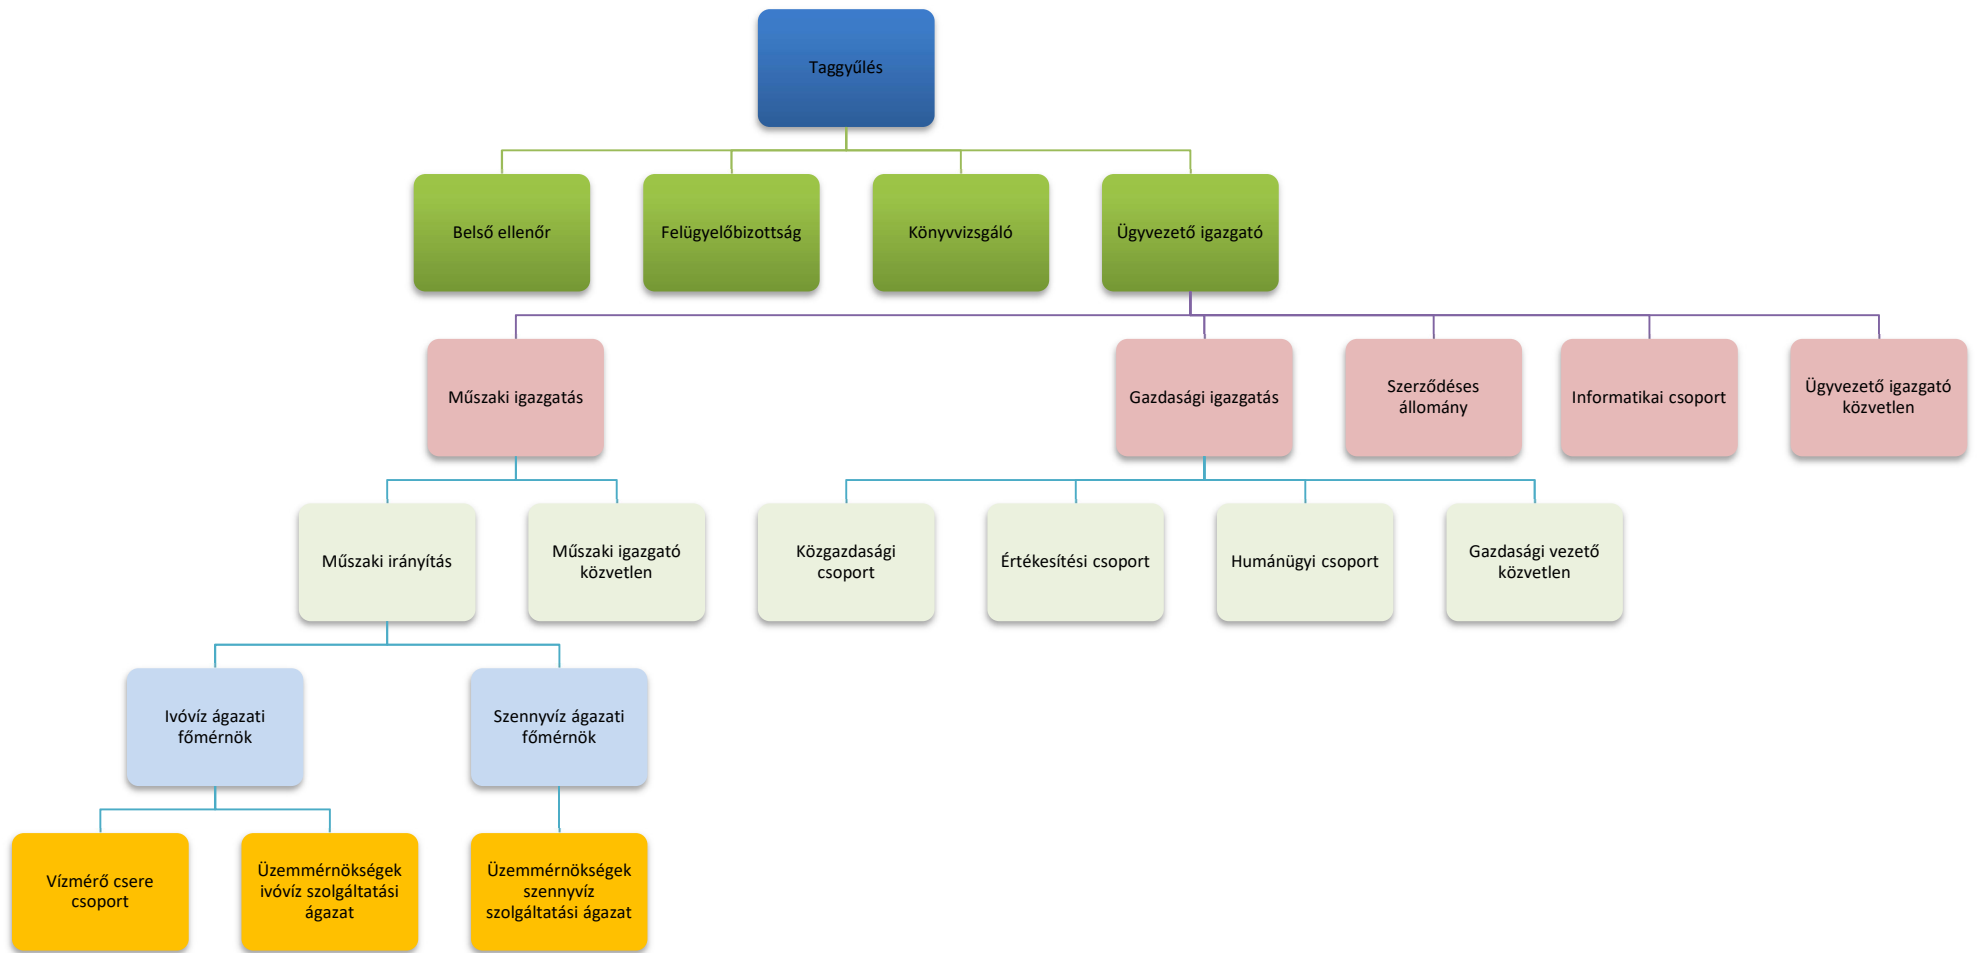 Taggyűlés
Belső ellenőr
Felügyelőbizottság
Könyvvizsgáló
Ügyvezető igazgató
Műszaki igazgatás
Gazdasági igazgatás
Szerződéses
állomány
Informatikai csoport
Ügyvezető igazgató
közvetlen
Műszaki irányítás
Műszaki igazgató
közvetlen
Közgazdasági
csoport
Értékesítési csoport
Humánügyi csoport
Gazdasági vezető
közvetlen
Ivóvíz ágazati
főmérnök
Szennyvíz ágazati
főmérnök
Vízmérő csere
csoport
Üzemmérnökségek
ivóvíz szolgáltatási
ágazat
Üzemmérnökségek
szennyvíz
szolgáltatási ágazat